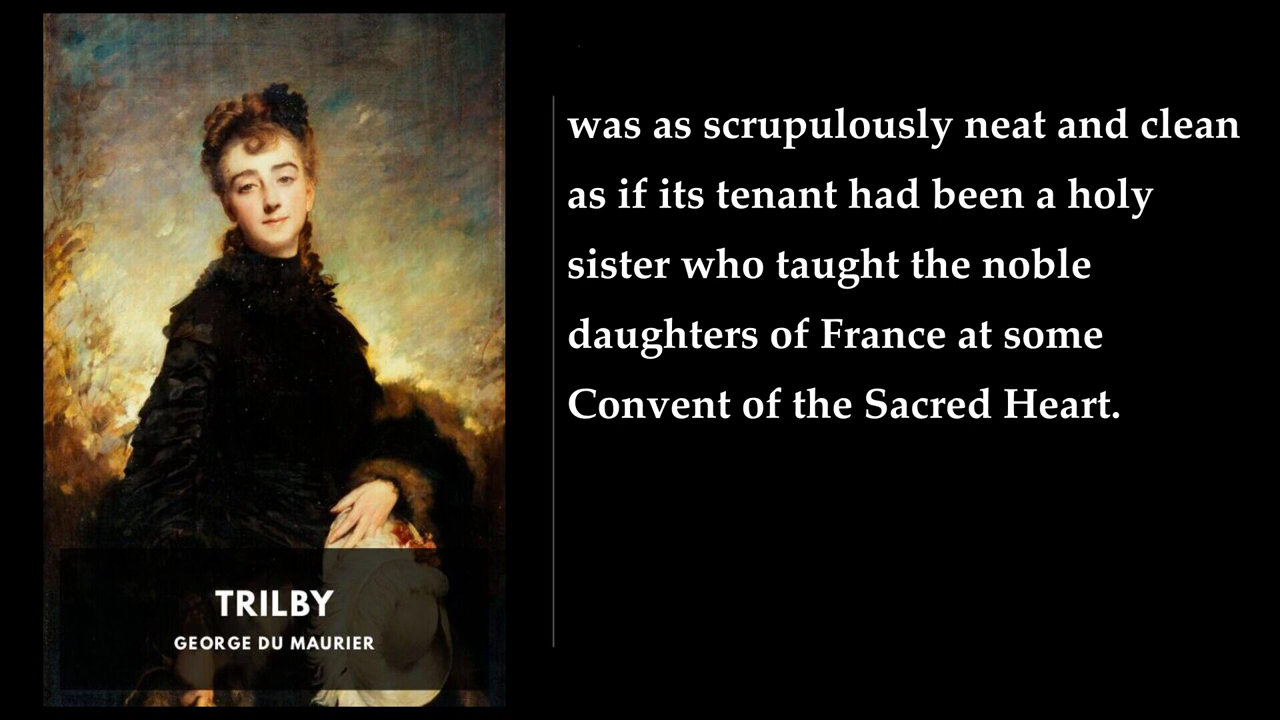 was as scrupulously neat and clean
as if its tenant had been a holy
sister who taught the noble
daughters of France at some
Convent of the Sacred Heart.
TRILBY
GEORGE DU MAURIER